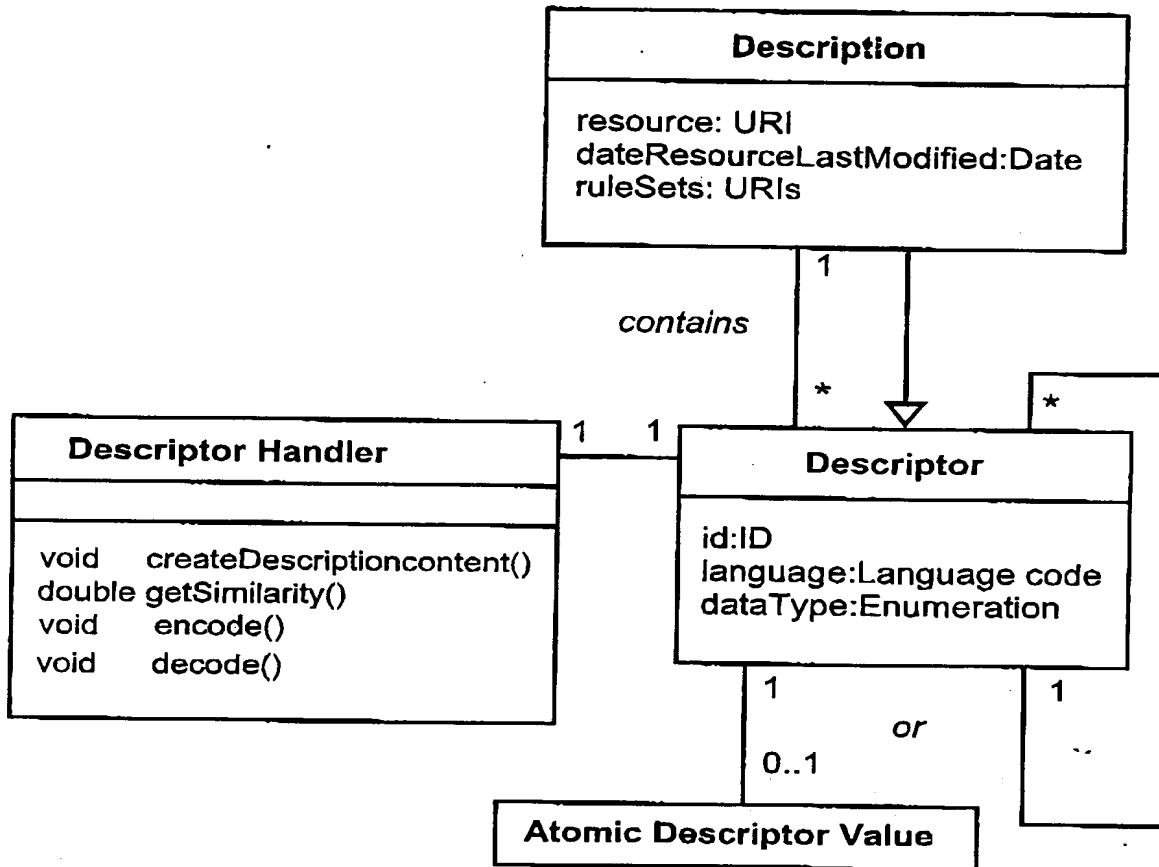 Description
resource: URI
dateResourceLastModified:Date
ruleSets: URIs
1
contains
*
*
Descriptor Handler
1
1
Descriptor
void createDescriptioncontent()
double getSimilarity()
void encode()
void decode()
id:ID
language:Language code
dataType:Enumeration
1
1
or
0..1
Atomic Descriptor Value